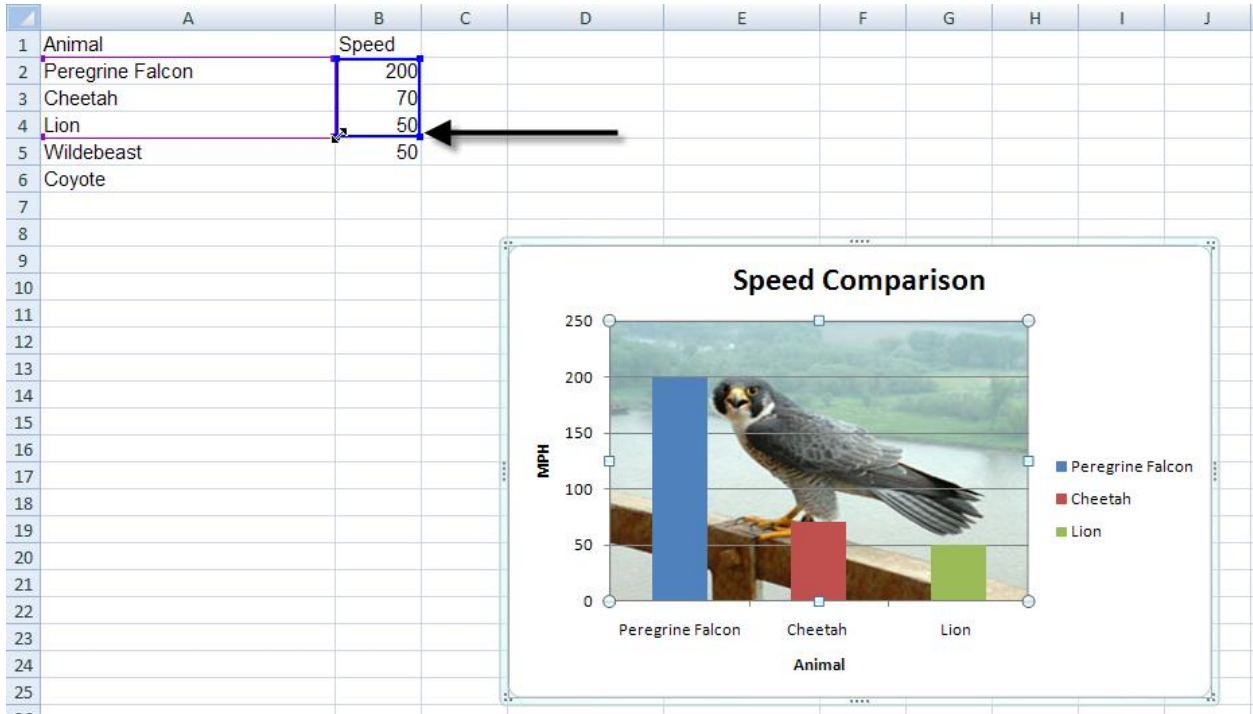 A B C D E F G H I J
1 Animal Speed
2 Peregrine Falcon 200
3 Cheetah 70
4 Lion 50
5 Wildebeast 50
6 Coyote
7
8
9
10
11
12
13
14
15
16
17
18
19
20
21
22
23
24
25
Speed Comparison
250
200
150
100
50
0
MPH
Peregrine Falcon Cheetah Lion
Animal
Peregrine Falcon
Cheetah
Lion